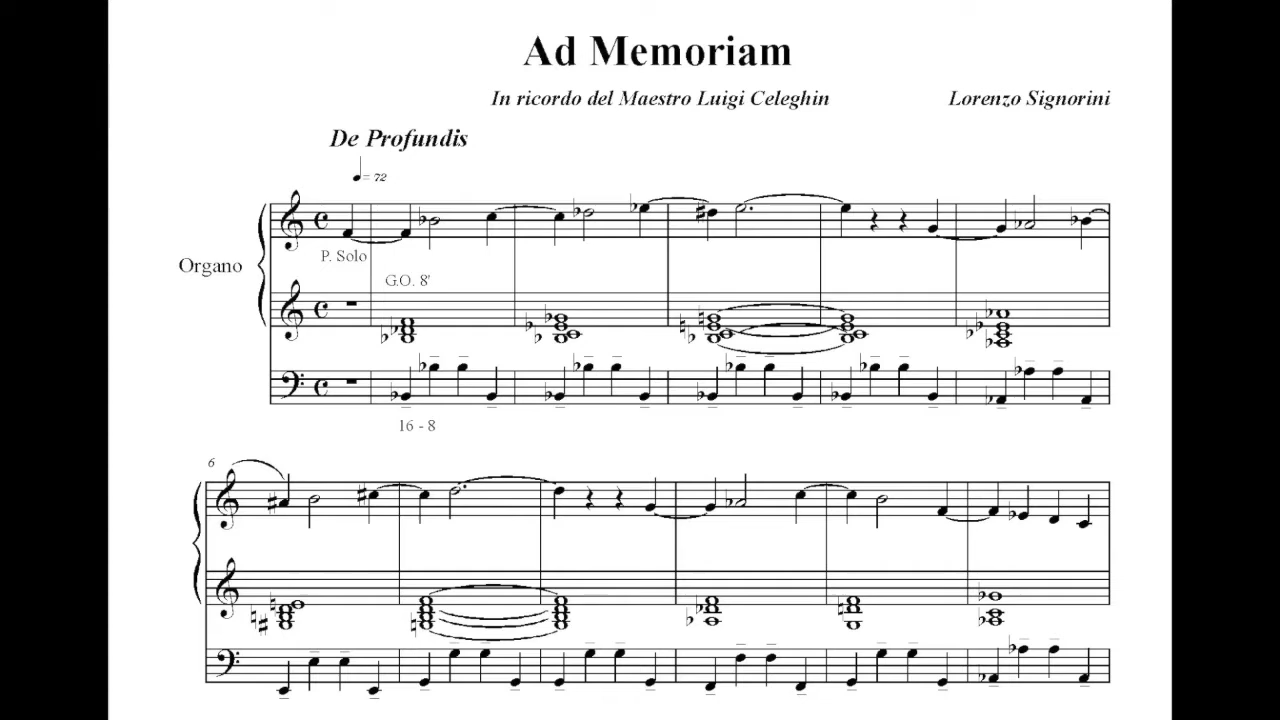 Ad Memoriam
In ricordo del Maestro Luigi Celeghin
Lorenzo Signorini
De Profundis
= 72
P. Solo
Organo
G.O. 8'
16 - 8
6